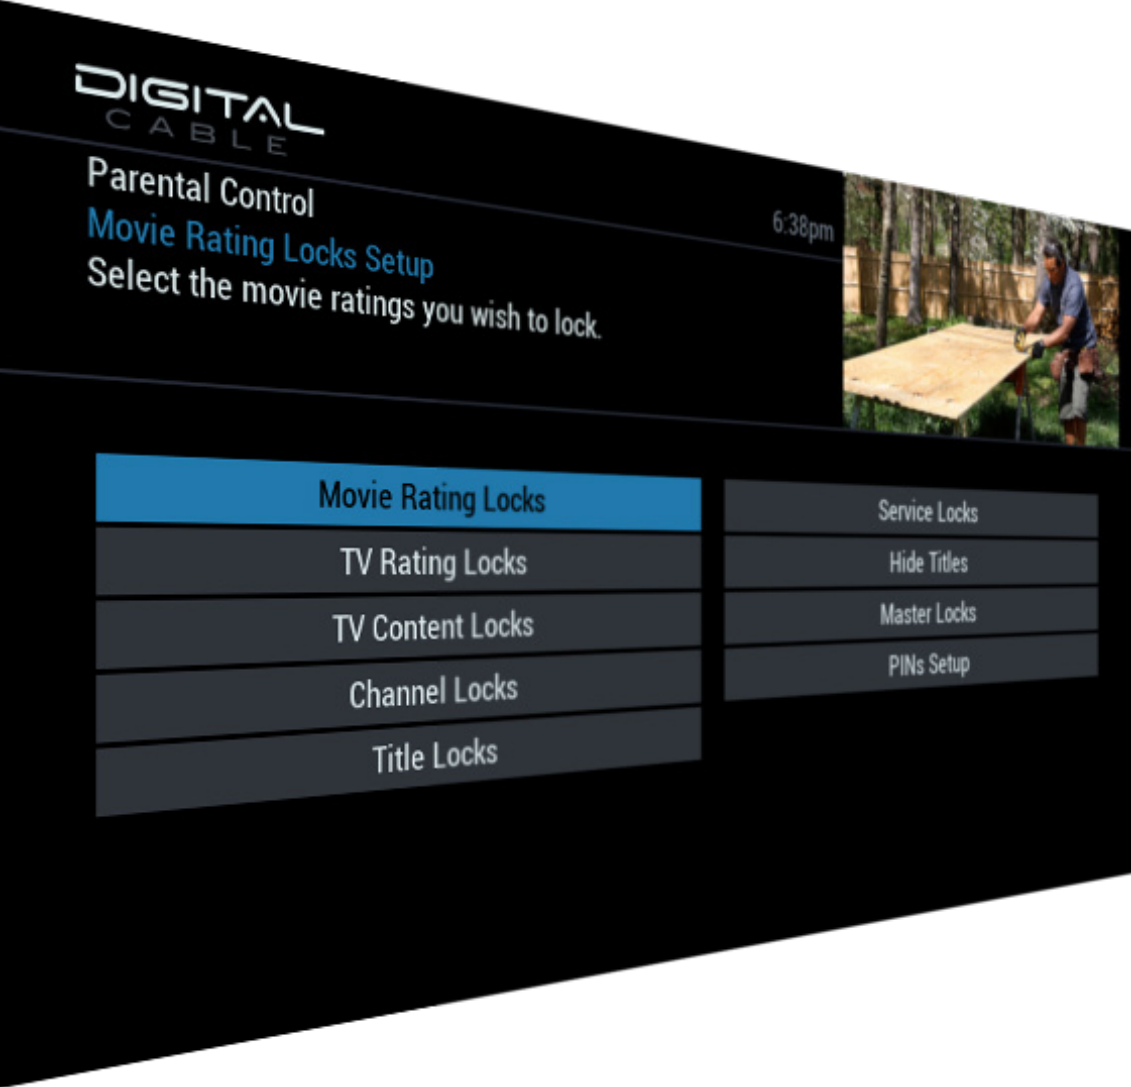 DIGITAL
CABLE
Parental Control
6:38pm
Movie Rating Locks Setup
Select the movie ratings you wish to lock.
Movie Rating Locks
TV Rating Locks
TV Content Locks
Channel Locks
Title Locks
Service Locks
Hide Titles
Master Locks
PINs Setup